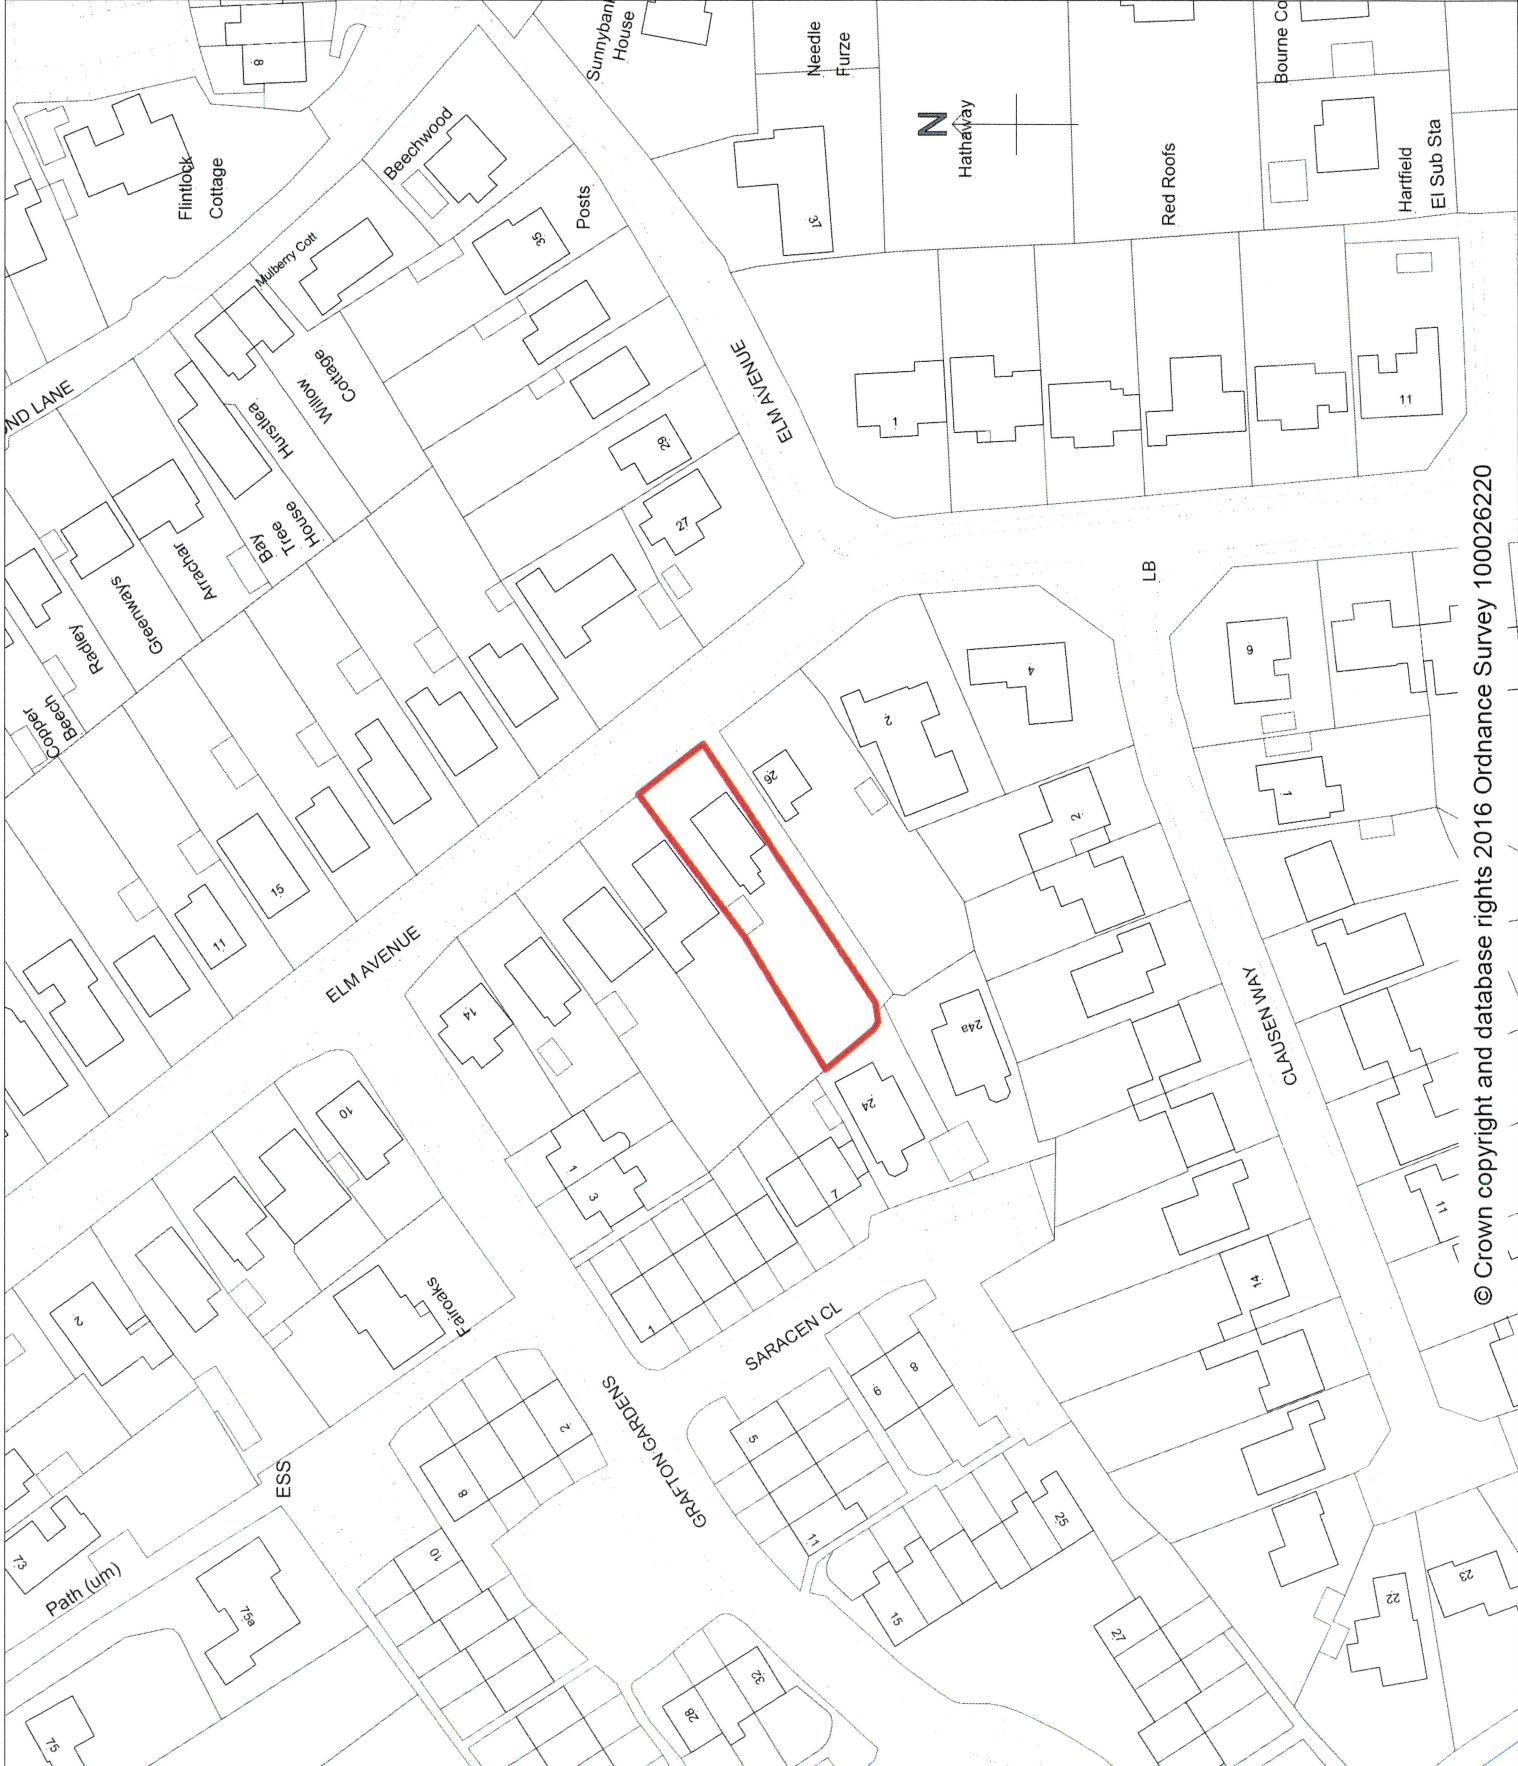 8
Sunnybank
House
Needle
Furze
Bourne Co
Flintlock
Cottage
Beechwood
Posts
35
37
N
Hathaway
Red Roofs
Hartfield
El Sub Sta
Mulberry Cott
OND LANE
Willow
Cottage
Hurstlea
Bay
Tree
House
Arrachar
Greenways
Radley
Copper
Beech
29
27
ELM AVENUE
1
11
LB
2
4
6
1
26
2
15
11
ELM AVENUE
14
10
24
24a
CLAUSEN WAY
11
14
1
3
7
1
2
Fairoaks
SARACEN CL
GRAFTON GARDENS
8
2
5
9
8
11
15
25
27
ESS
73
Path (um)
75a
75
10
28
32
22
23
© Crown copyright and database rights 2016 Ordnance Survey 100026220